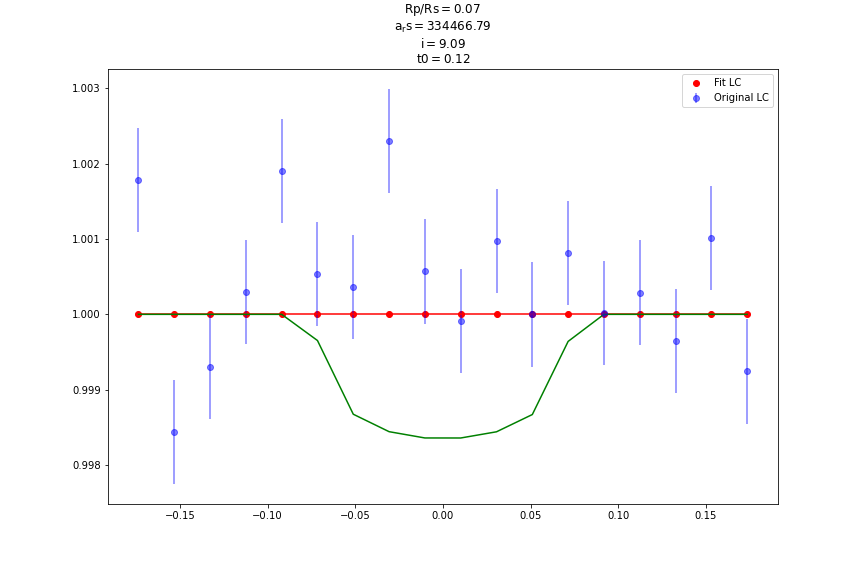 Rp/Rs = 0.07
aᵣs = 334466.79
i = 9.09
t0 = 0.12
Fit LC
Original LC
1.003
1.002
1.001
1.000
0.999
0.998
−0.15 −0.10 −0.05 0.00 0.05 0.10 0.15